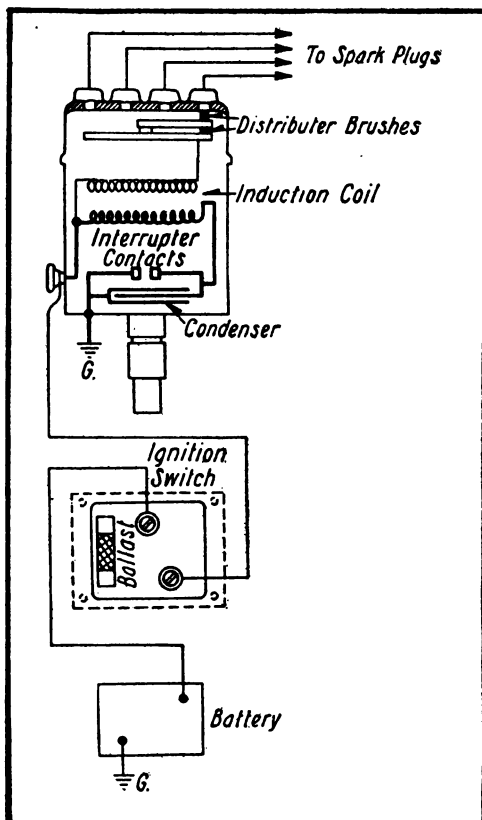 To Spark Plugs
Distributer Brushes
Induction Coil
Interrupter
Contacts
Condenser
G.
Ignition
Switch
Ballast
Battery
G.